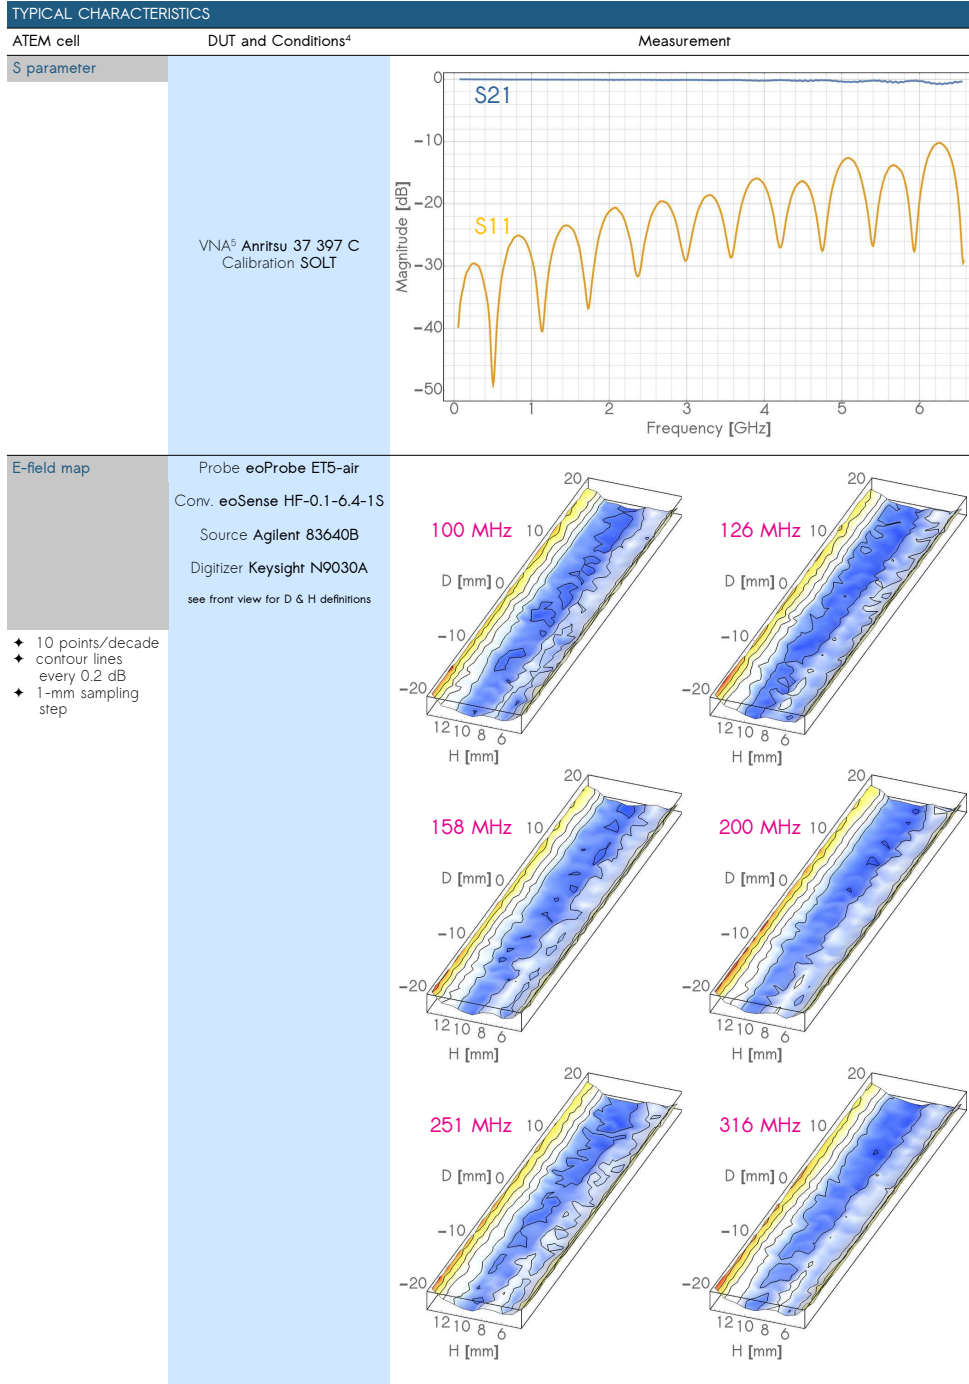 TYPICAL CHARACTERISTICS
ATEM cell
DUT and Conditions⁴
Measurement
S parameter
VNA⁵ Anritsu 37 397 C
Calibration SOLT
S21
S11
Magnitude [dB]
0
−10
−20
−30
−40
−50
0 1 2 3 4 5 6
Frequency [GHz]
E-field map
Probe eoProbe ET5-air
Conv. eoSense HF-0.1-6.4-1S
Source Agilent 83640B
Digitizer Keysight N9030A
see front view for D & H definitions
✦ 10 points/decade
✦ contour lines
every 0.2 dB
✦ 1-mm sampling
step
100 MHz
20
10
D [mm] 0
−10
−20
12 10 8 6
H [mm]
126 MHz
20
10
D [mm] 0
−10
−20
12 10 8 6
H [mm]
158 MHz
20
10
D [mm] 0
−10
−20
12 10 8 6
H [mm]
200 MHz
20
10
D [mm] 0
−10
−20
12 10 8 6
H [mm]
251 MHz
20
10
D [mm] 0
−10
−20
12 10 8 6
H [mm]
316 MHz
20
10
D [mm] 0
−10
−20
12 10 8 6
H [mm]